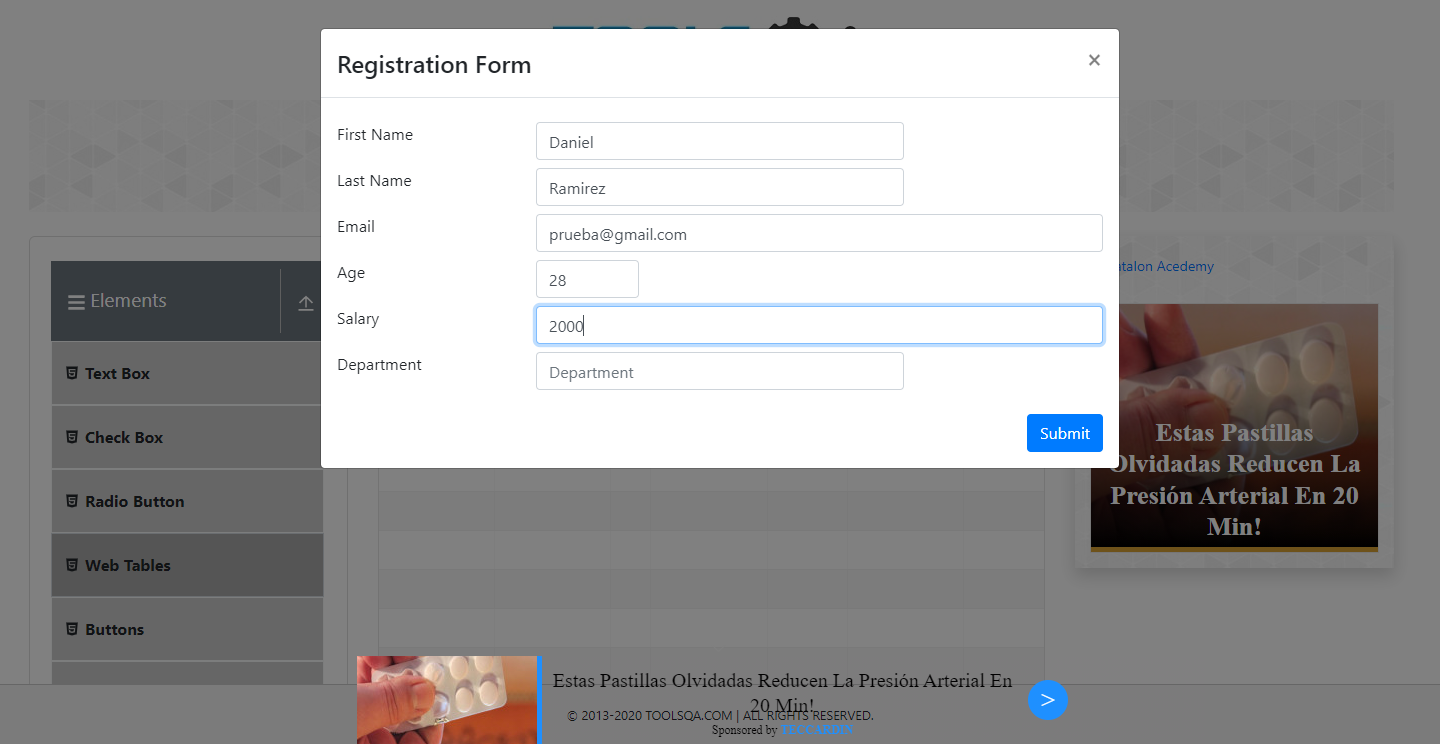 Registration Form
×
First Name
Daniel
Last Name
Ramirez
Email
prueba@gmail.com
Age
28
Salary
2000
Department
Department
Submit
Elements
Text Box
Check Box
Radio Button
Web Tables
Buttons
Acedemy
Estas Pastillas
Olvidadas Reducen La
Presión Arterial En 20
Min!
Estas Pastillas Olvidadas Reducen La Presión Arterial En
20 Min!
>
© 2013-2020 TOOLSQA.COM | ALL RIGHTS RESERVED.
Sponsored by